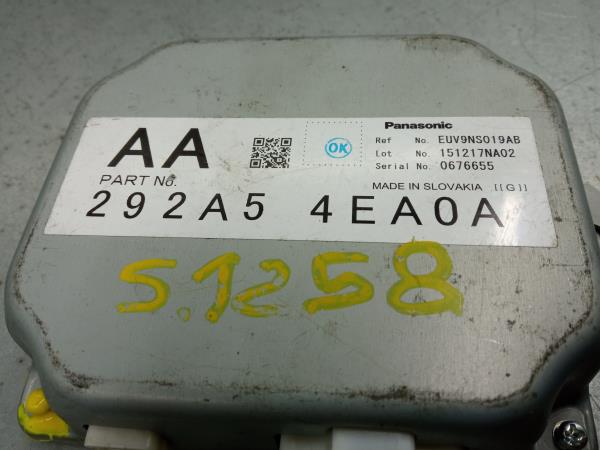 AA
OK
Panasonic
Ref No. EUV9NS019AB
Lot No. 151217NA02
Serial No. 0676655
PART No.
MADE IN SLOVAKIA [[G]]
292A5 4EA0A
S.1258